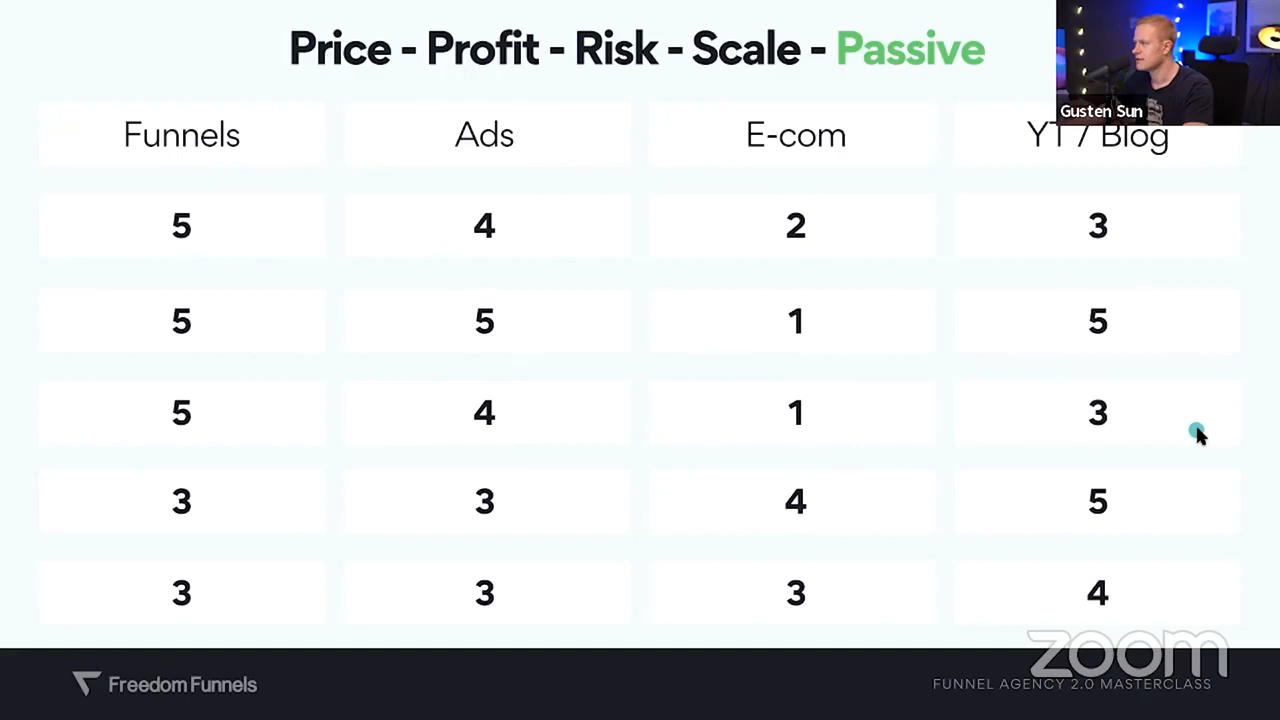 Price - Profit - Risk - Scale - Passive
Gusten Sun
Funnels Ads E-com YT / Blog
5 4 2 3
5 5 1 5
5 4 1 3
3 3 4 5
3 3 3 4
zoom
Freedom Funnels FUNNEL AGENCY 2.0 MASTERCLASS